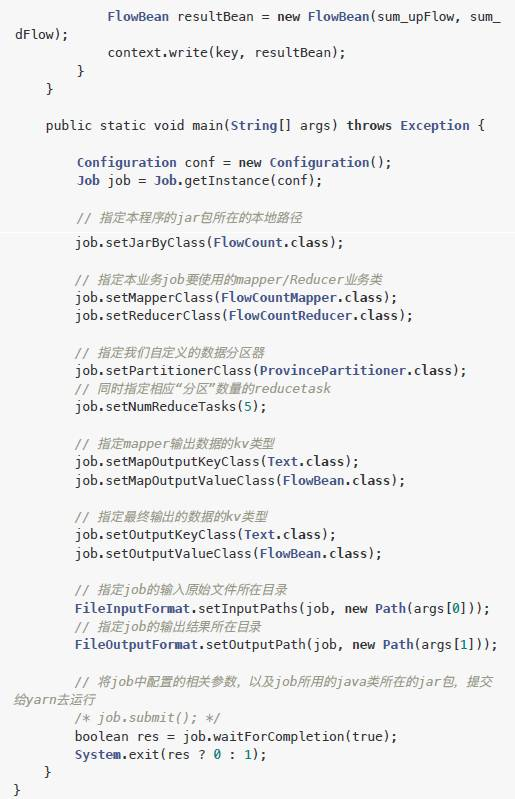 FlowBean resultBean = new FlowBean(sum_upFlow, sum_
dFlow);
context.write(key, resultBean);
}
}
public static void main(String[] args) throws Exception {
Configuration conf = new Configuration();
Job job = Job.getInstance(conf);
// 指定本程序的jar包所在的本地路径
job.setJarByClass(FlowCount.class);
// 指定本业务job要使用的mapper/Reducer业务类
job.setMapperClass(FlowCountMapper.class);
job.setReducerClass(FlowCountReducer.class);
// 指定我们自定义的数据分区器
job.setPartitionerClass(ProvincePartitioner.class);
// 同时指定相应“分区”数量的reducetask
job.setNumReduceTasks(5);
// 指定mapper输出数据的kv类型
job.setMapOutputKeyClass(Text.class);
job.setMapOutputValueClass(FlowBean.class);
// 指定最终输出的数据的kv类型
job.setOutputKeyClass(Text.class);
job.setOutputValueClass(FlowBean.class);
// 指定job的输入原始文件所在目录
FileInputFormat.setInputPaths(job, new Path(args[0]));
// 指定job的输出结果所在目录
FileOutputFormat.setOutputPath(job, new Path(args[1]));
// 将job中配置的相关参数，以及job所用的java类所在的jar包，提交
给yarn去运行
/* job.submit(); */
boolean res = job.waitForCompletion(true);
System.exit(res ? 0 : 1);
}
}